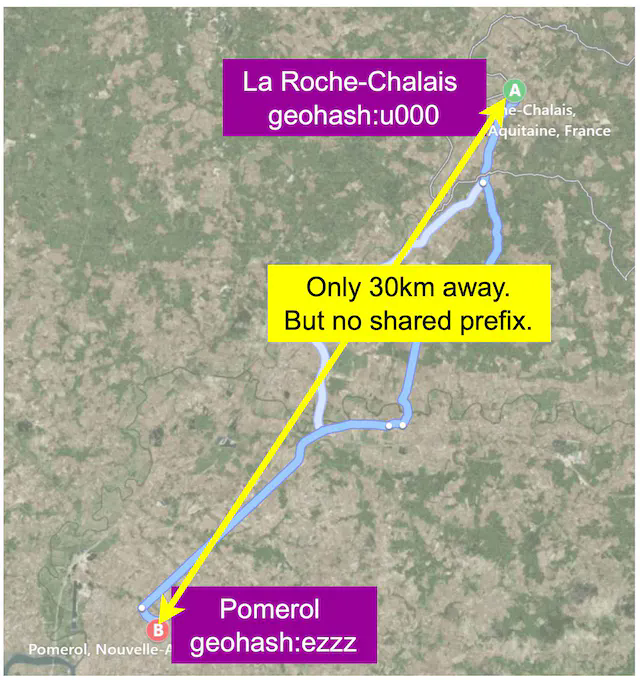 La Roche-Chalais
geohash:u000
A
he-Chalais,
Aquitaine, France
Only 30km away.
But no shared prefix.
Pomerol
geohash:ezzz
B
Pomerol, Nouvelle-A